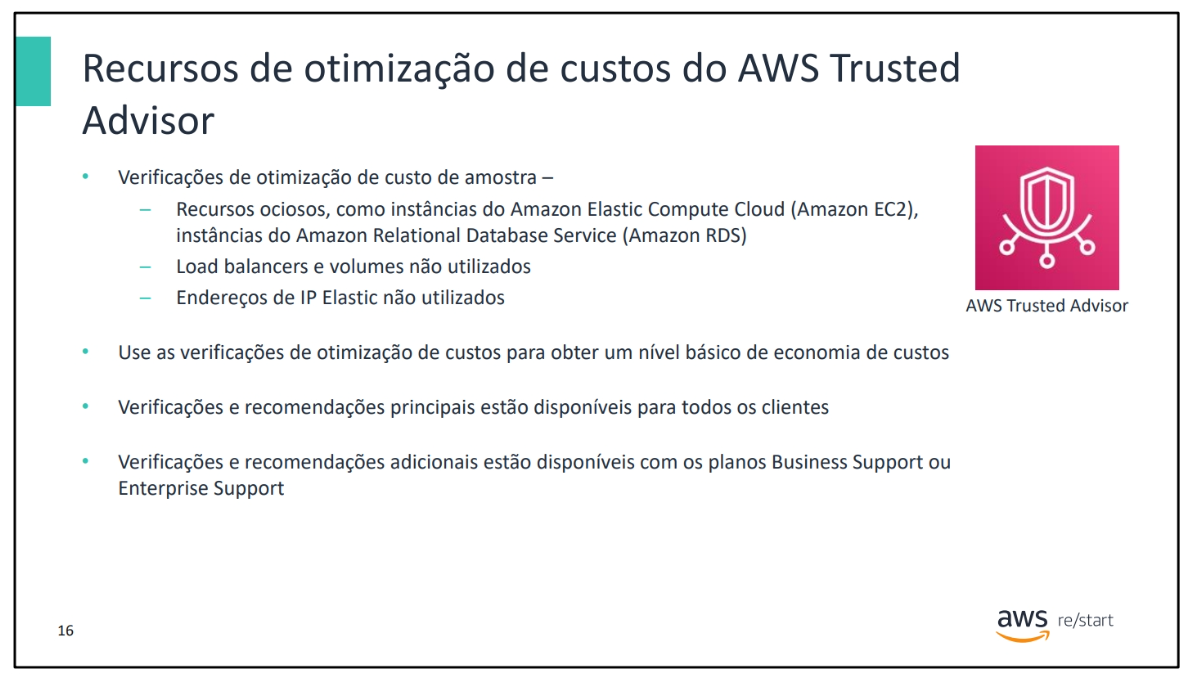 Recursos de otimização de custos do AWS Trusted
Advisor
• Verificações de otimização de custo de amostra –
– Recursos ociosos, como instâncias do Amazon Elastic Compute Cloud (Amazon EC2),
instâncias do Amazon Relational Database Service (Amazon RDS)
– Load balancers e volumes não utilizados
– Endereços de IP Elastic não utilizados
AWS Trusted Advisor
• Use as verificações de otimização de custos para obter um nível básico de economia de custos
• Verificações e recomendações principais estão disponíveis para todos os clientes
• Verificações e recomendações adicionais estão disponíveis com os planos Business Support ou
Enterprise Support
16
aws re/start